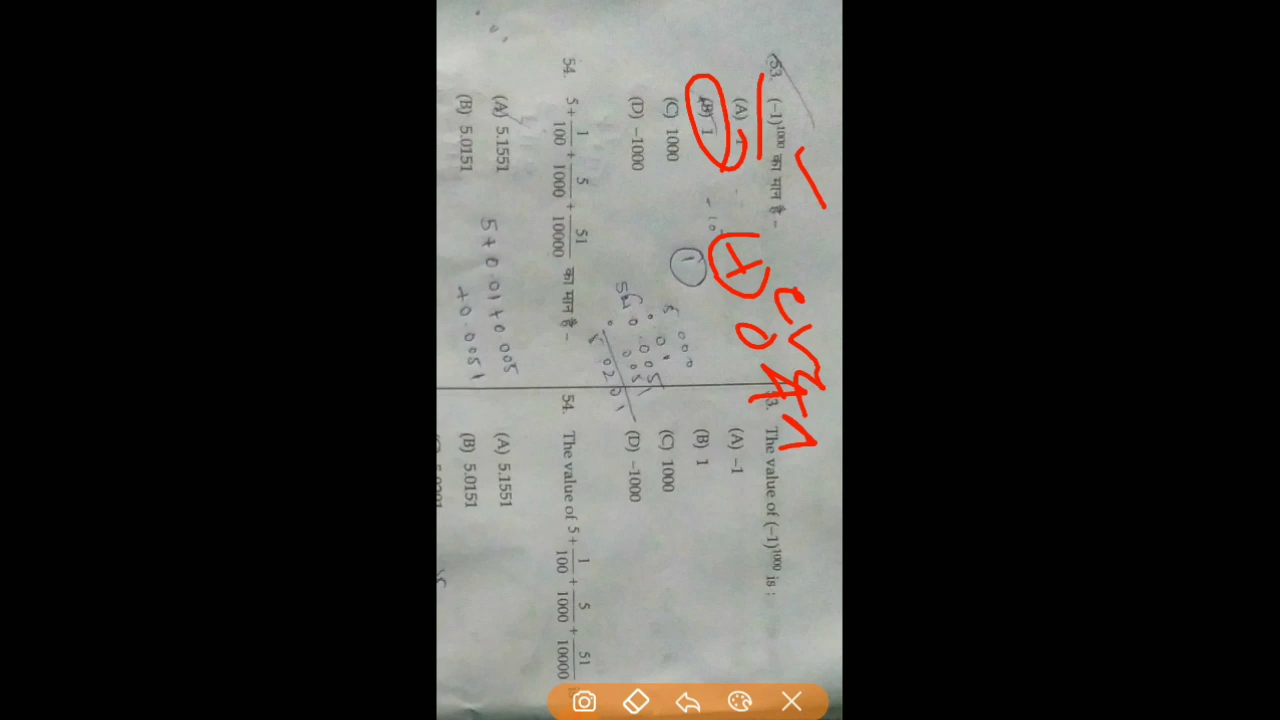 53. (–1)¹⁰⁰⁰ का मान है –
(A) –1
(B) 1
(C) 1000
(D) –1000
54. 5 + 1/100 + 5/1000 + 51/10000 का मान है –
(A) 5.1551
(B) 5.0151
5 + 0.01 + 0.005
+ 0.0051
1
even
53. The value of (–1)¹⁰⁰⁰ is :
(A) –1
(B) 1
(C) 1000
(D) –1000
54. The value of 5 + 1/100 + 5/1000 + 51/10000
(A) 5.1551
(B) 5.0151